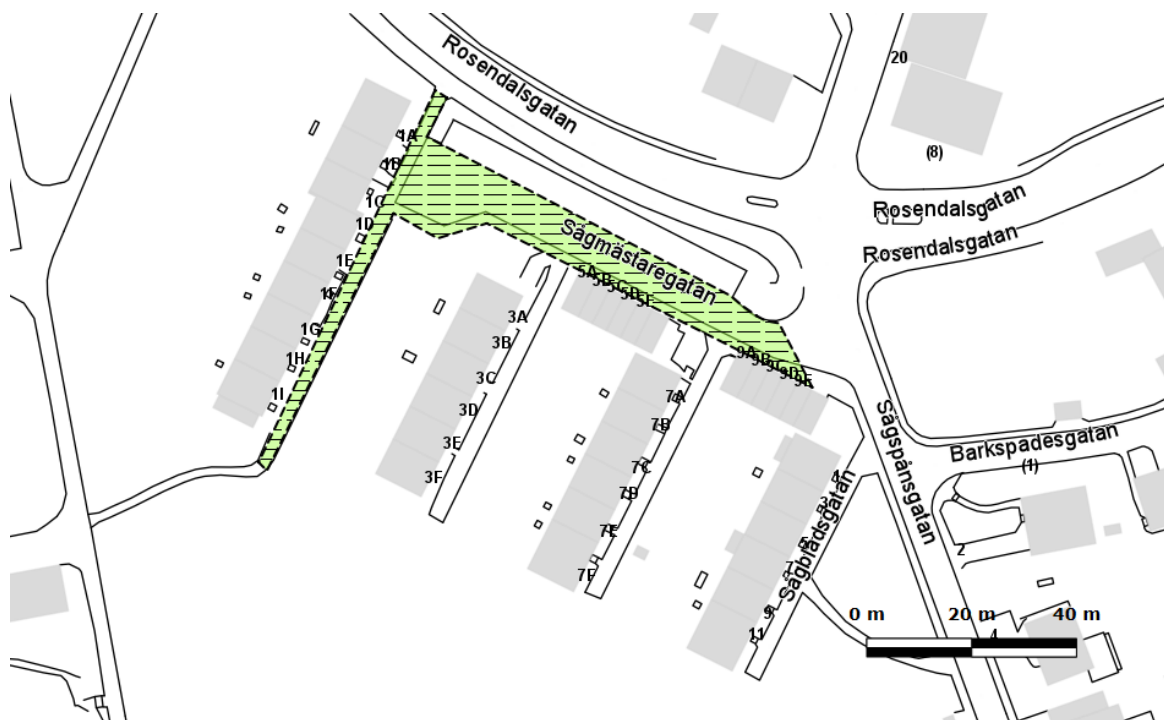 Rosendalsgatan
20
(8)
1A
1B
1C
1D
1E
1F
1G
1H
1I
Rosendalsgatan
Rosendalsgatan
Sågmästaregatan
5A
5B
5C
5D
5E
3A
3B
3C
3D
3E
3F
9A
9B
9C
9D
9E
7A
7B
7C
7D
7E
7F
Sågspånsgatan
Barkspadesgatan
(1)
Sågbladsgatan
1
3
5
7
9
11
2
4
0 m 20 m 40 m